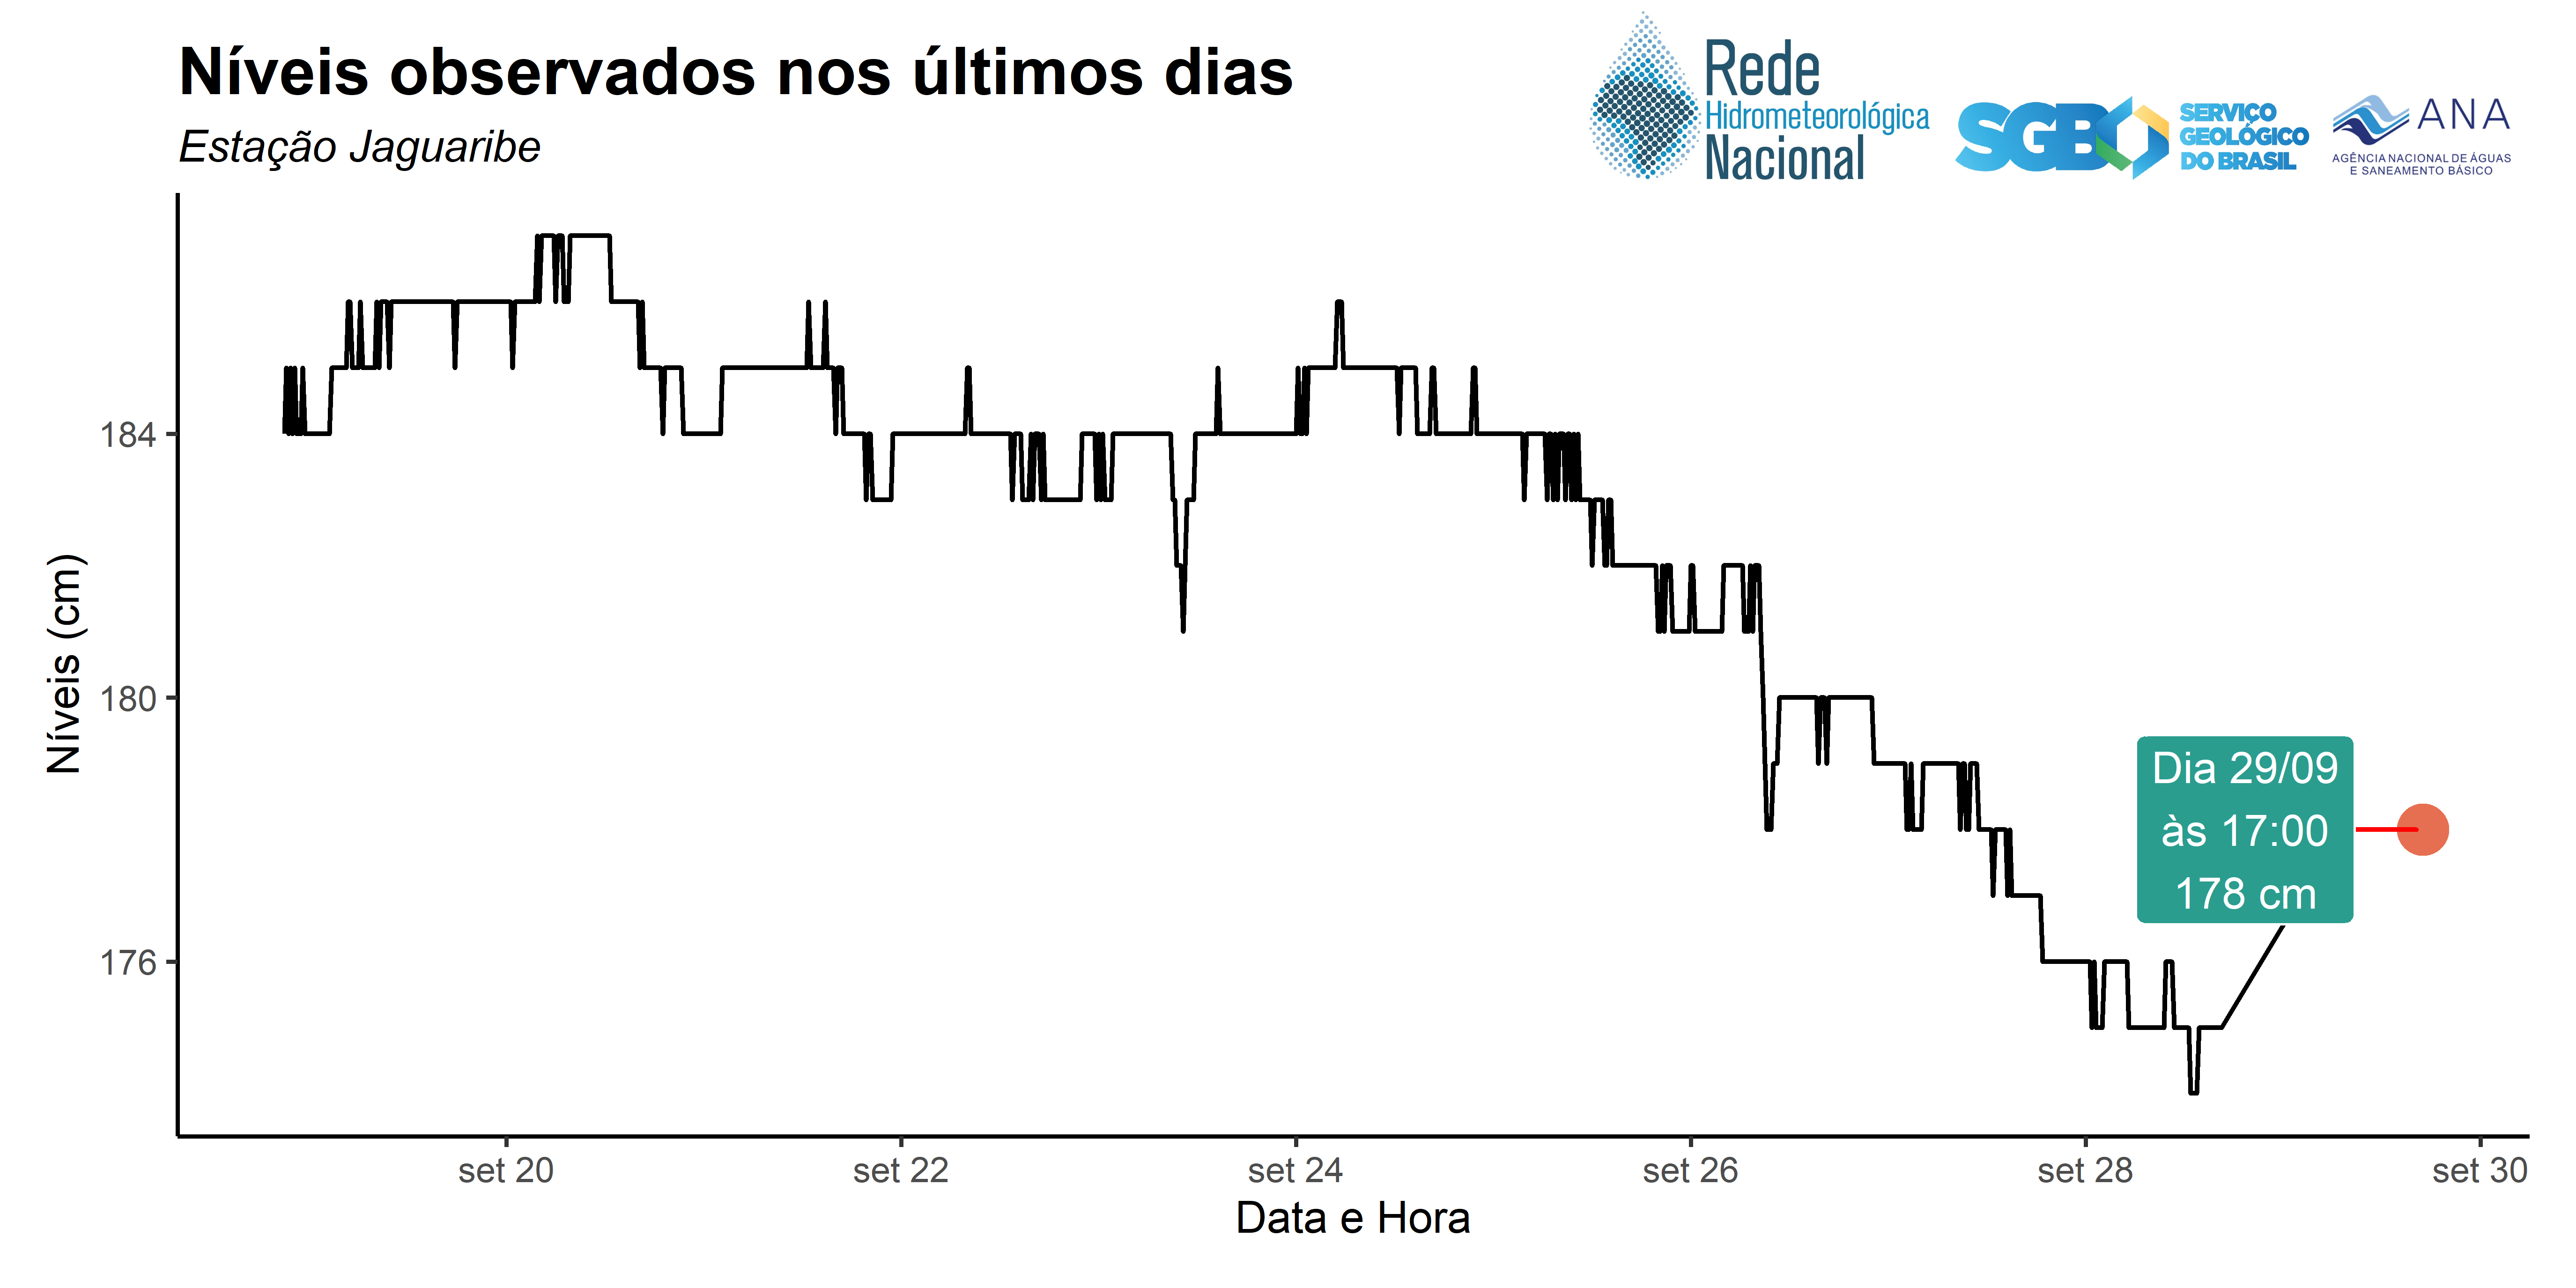 Níveis observados nos últimos dias
Estação Jaguaribe
Rede
Hidrometeorológica
Nacional
SGB
SERVIÇO
GEOLÓGICO
DO BRASIL
ANA
AGÊNCIA NACIONAL DE ÁGUAS
E SANEAMENTO BÁSICO
Níveis (cm)
184
180
176
Dia 29/09
às 17:00
178 cm
set 20
set 22
set 24
set 26
set 28
set 30
Data e Hora